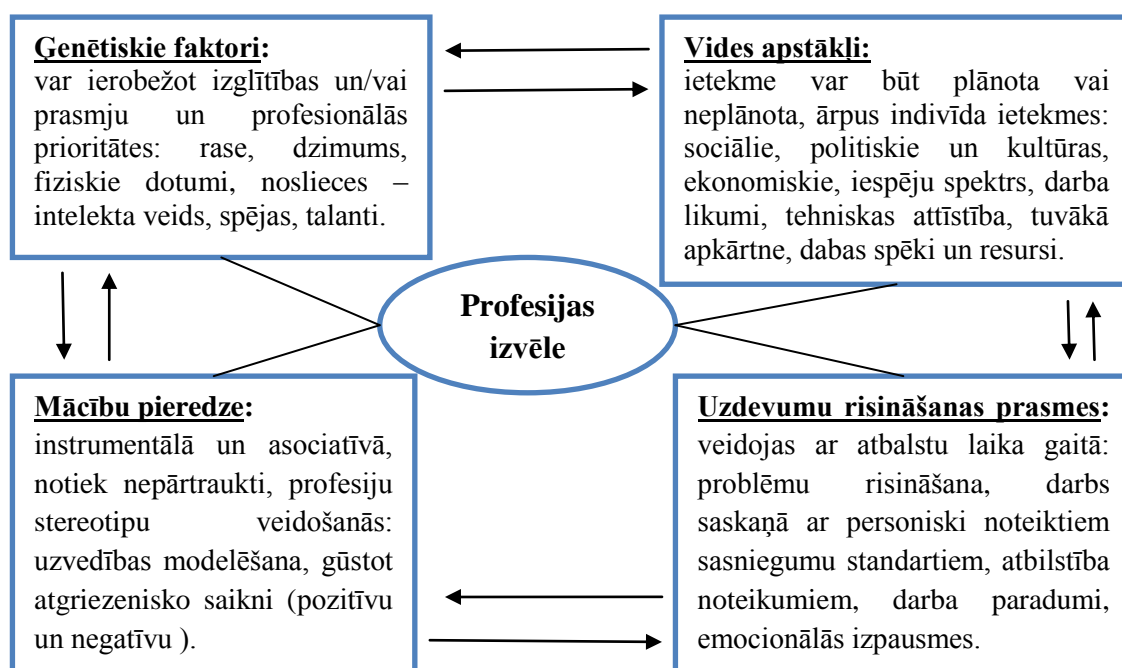 Ģenētiskie faktori:
var ierobežot izglītības un/vai
prasmju un profesionālās
prioritātes: rase, dzimums,
fiziskie dotumi, noslieces –
intelekta veids, spējas, talanti.
Vides apstākļi:
ietekme var būt plānota vai
neplānota, ārpus indivīda ietekmes:
sociālie, politiskie un kultūras,
ekonomiskie, iespēju spektrs, darba
likumi, tehniskas attīstība, tuvākā
apkārtne, dabas spēki un resursi.
Profesijas
izvēle
Mācību pieredze:
instrumentālā un asociatīvā,
notiek nepārtraukti, profesiju
stereotipu veidošanās:
uzvedības modelēšana, gūstot
atgriezenisko saikni (pozitīvu
un negatīvu ).
Uzdevumu risināšanas prasmes:
veidojas ar atbalstu laika gaitā:
problēmu risināšana, darbs
saskaņā ar personiski noteiktiem
sasniegumu standartiem, atbilstība
noteikumiem, darba paradumi,
emocionālās izpausmes.